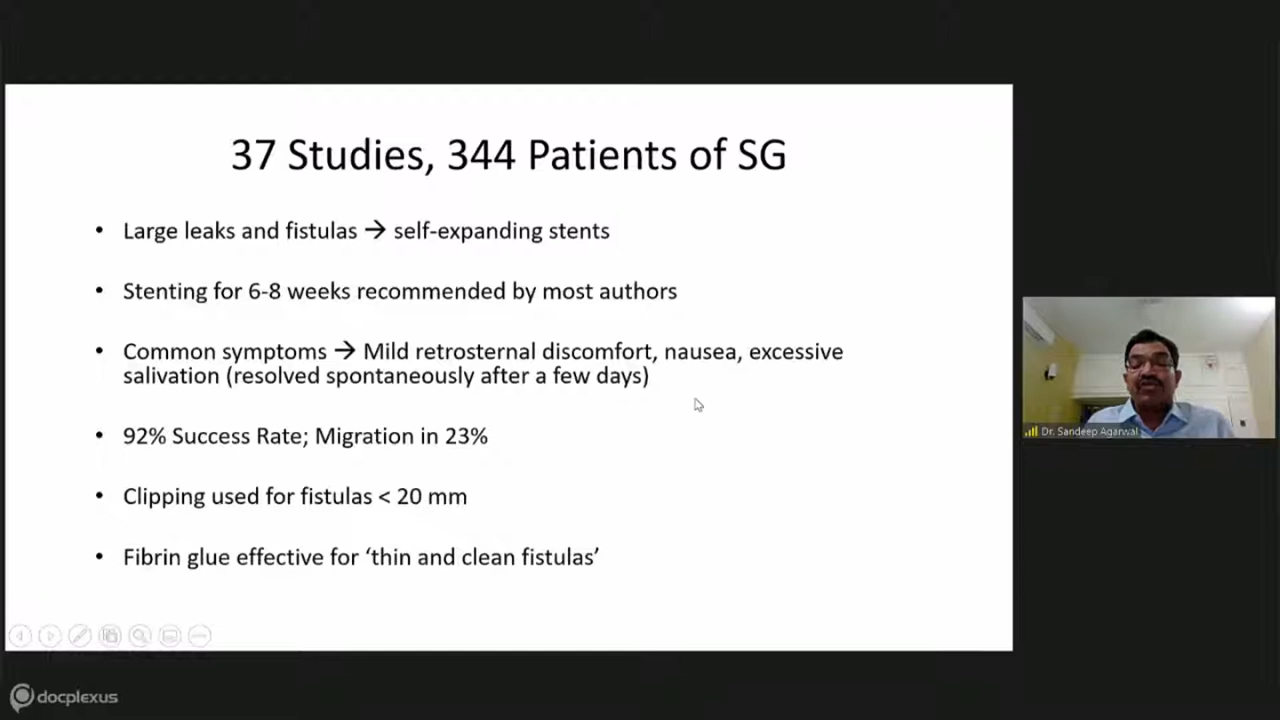 37 Studies, 344 Patients of SG
• Large leaks and fistulas → self-expanding stents
• Stenting for 6-8 weeks recommended by most authors
• Common symptoms → Mild retrosternal discomfort, nausea, excessive
salivation (resolved spontaneously after a few days)
• 92% Success Rate; Migration in 23%
• Clipping used for fistulas < 20 mm
• Fibrin glue effective for ‘thin and clean fistulas’
Dr. Sandeep Agarwal
docplexus